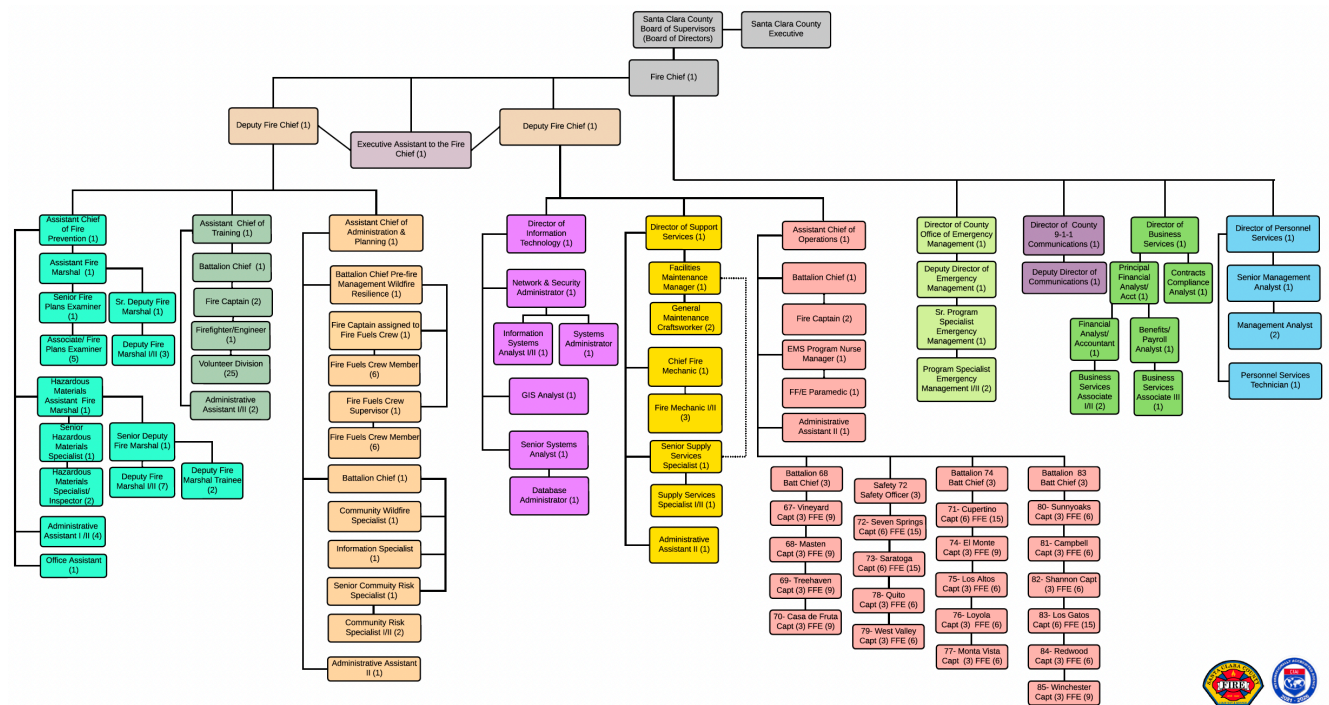 Santa Clara County
Board of Supervisors
(Board of Directors)
Santa Clara County
Executive
Fire Chief (1)
Deputy Fire Chief (1)
Executive Assistant to the Fire
Chief (1)
Deputy Fire Chief (1)
Assistant Chief
of Fire
Prevention (1)
Assistant Fire
Marshal (1)
Senior Fire
Plans Examiner
(1)
Sr. Deputy Fire
Marshal (1)
Associate/ Fire
Plans Examiner
(5)
Deputy Fire
Marshal I/II (3)
Hazardous
Materials
Assistant Fire
Marshal (1)
Senior
Hazardous
Materials
Specialist (1)
Senior Deputy
Fire Marshal (1)
Hazardous
Materials
Specialist/
Inspector (2)
Deputy Fire
Marshal I/II (7)
Deputy Fire
Marshal Trainee
(2)
Administrative
Assistant I /II (4)
Office Assistant
(1)
Assistant Chief of
Training (1)
Battalion Chief (1)
Fire Captain (2)
Firefighter/Engineer
(1)
Volunteer Division
(25)
Administrative
Assistant I/II (2)
Assistant Chief of
Administration &
Planning (1)
Battalion Chief Pre-fire
Management Wildfire
Resilience (1)
Fire Captain assigned to
Fire Fuels Crew (1)
Fire Fuels Crew Member
(6)
Fire Fuels Crew
Supervisor (1)
Fire Fuels Crew Member
(6)
Battalion Chief (1)
Community Wildfire
Specialist (1)
Information Specialist
(1)
Senior Commuity Risk
Specialist (1)
Community Risk
Specialist I/II (2)
Administrative Assistant
II (1)
Director of
Information
Technology (1)
Network & Security
Administrator (1)
Information
Systems
Analyst I/II (1)
Systems
Administrator
(1)
GIS Analyst (1)
Senior Systems
Analyst (1)
Database
Administrator (1)
Director of Support
Services (1)
Facilities
Maintenance
Manager (1)
General
Maintenance
Craftsworker (2)
Chief Fire
Mechanic (1)
Fire Mechanic I/II
(3)
Senior Supply
Services
Specialist (1)
Supply Services
Specialist I/II (1)
Administrative
Assistant II (1)
Assistant Chief of
Operations (1)
Battalion Chief (1)
Fire Captain (2)
EMS Program Nurse
Manager (1)
FF/E Paramedic (1)
Administrative
Assistant II (1)
Battalion 68
Batt Chief (3)
67- Vineyard
Capt (3) FFE (9)
68- Masten
Capt (3) FFE (9)
69- Treehaven
Capt (3) FFE (9)
70- Casa de Fruta
Capt (3) FFE (9)
Safety 72
Safety Officer (3)
72- Seven Springs
Capt (6) FFE (15)
73- Saratoga
Capt (6) FFE (15)
78- Quito
Capt (3) FFE (6)
79- West Valley
Capt (3) FFE (6)
Battalion 74
Batt Chief (3)
71- Cupertino
Capt (6) FFE (15)
74- El Monte
Capt (3) FFE (9)
75- Los Altos
Capt (3) FFE (6)
76- Loyola
Capt (3) FFE (6)
77- Monta Vista
Capt (3) FFE (6)
Battalion 83
Batt Chief (3)
80- Sunnyoaks
Capt (3) FFE (6)
81- Campbell
Capt (3) FFE (6)
82- Shannon Capt
(3) FFE (6)
83- Los Gatos
Capt (6) FFE (15)
84- Redwood
Capt (3) FFE (6)
85- Winchester
Capt (3) FFE (9)
Director of County
Office of Emergency
Management (1)
Deputy Director of
Emergency
Management (1)
Sr. Program
Specialist
Emergency
Management (1)
Program Specialist
Emergency
Management I/II (2)
Director of County
9-1-1
Communications (1)
Deputy Director of
Communications (1)
Director of
Business
Services (1)
Principal
Financial
Analyst/
Acct (1)
Contracts
Compliance
Analyst (1)
Financial
Analyst/
Accountant
(1)
Benefits/
Payroll
Analyst (1)
Business
Services
Associate
I/II (2)
Business
Services
Associate III
(1)
Director of Personnel
Services (1)
Senior Management
Analyst (1)
Management Analyst
(2)
Personnel Services
Technician (1)
SANTA CLARA COUNTY
FIRE